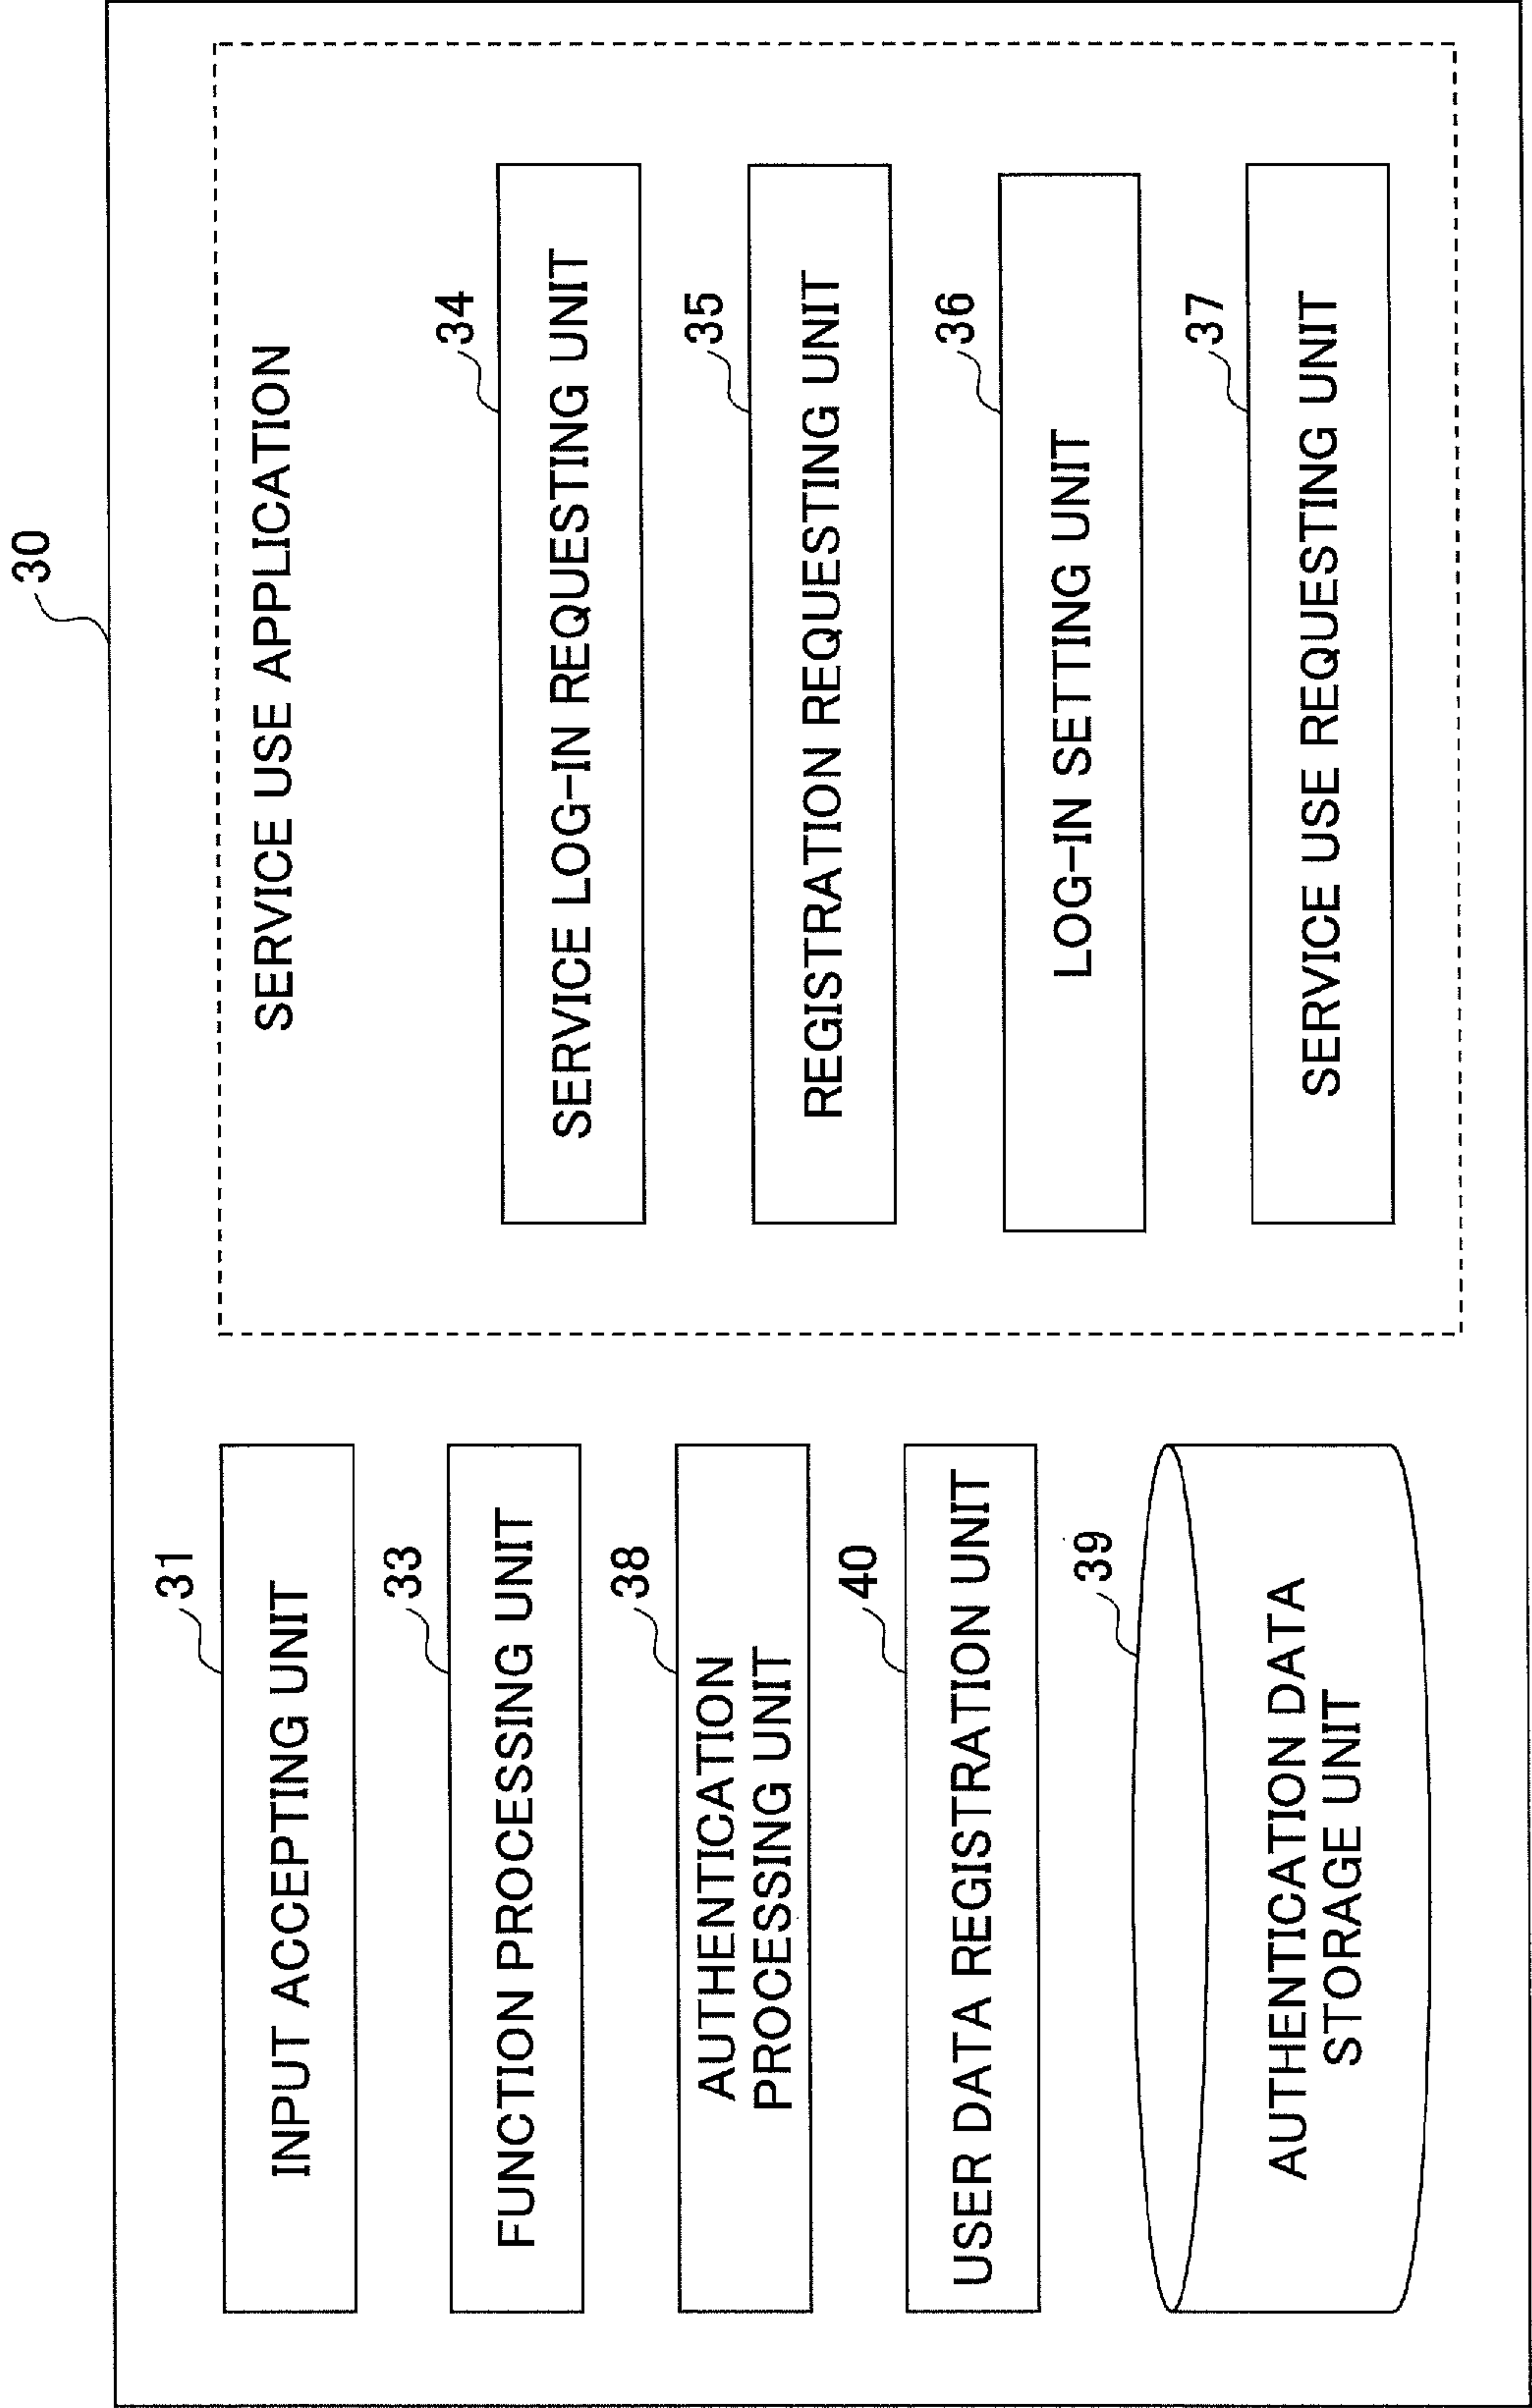 30
31
INPUT ACCEPTING UNIT
33
FUNCTION PROCESSING UNIT
38
AUTHENTICATION
PROCESSING UNIT
40
USER DATA REGISTRATION UNIT
39
AUTHENTICATION DATA
STORAGE UNIT
SERVICE USE APPLICATION
34
SERVICE LOG-IN REQUESTING UNIT
35
REGISTRATION REQUESTING UNIT
36
LOG-IN SETTING UNIT
37
SERVICE USE REQUESTING UNIT